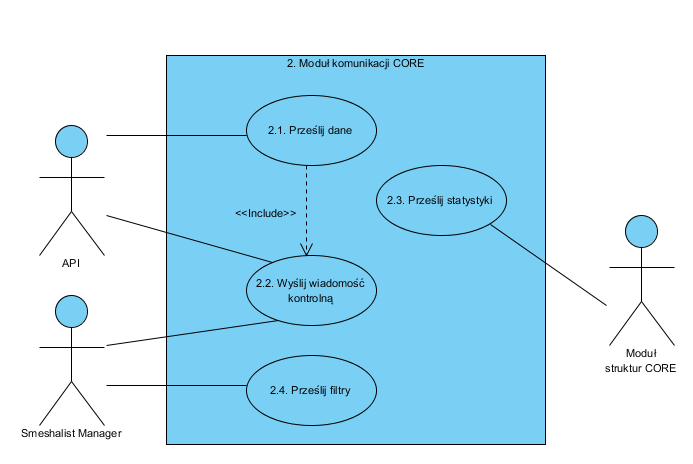 2. Moduł komunikacji CORE
2.1. Prześlij dane
2.3. Prześlij statystyki
<<Include>>
API
2.2. Wyślij wiadomość
kontrolną
Moduł
struktur CORE
2.4. Prześlij filtry
Smeshalist Manager